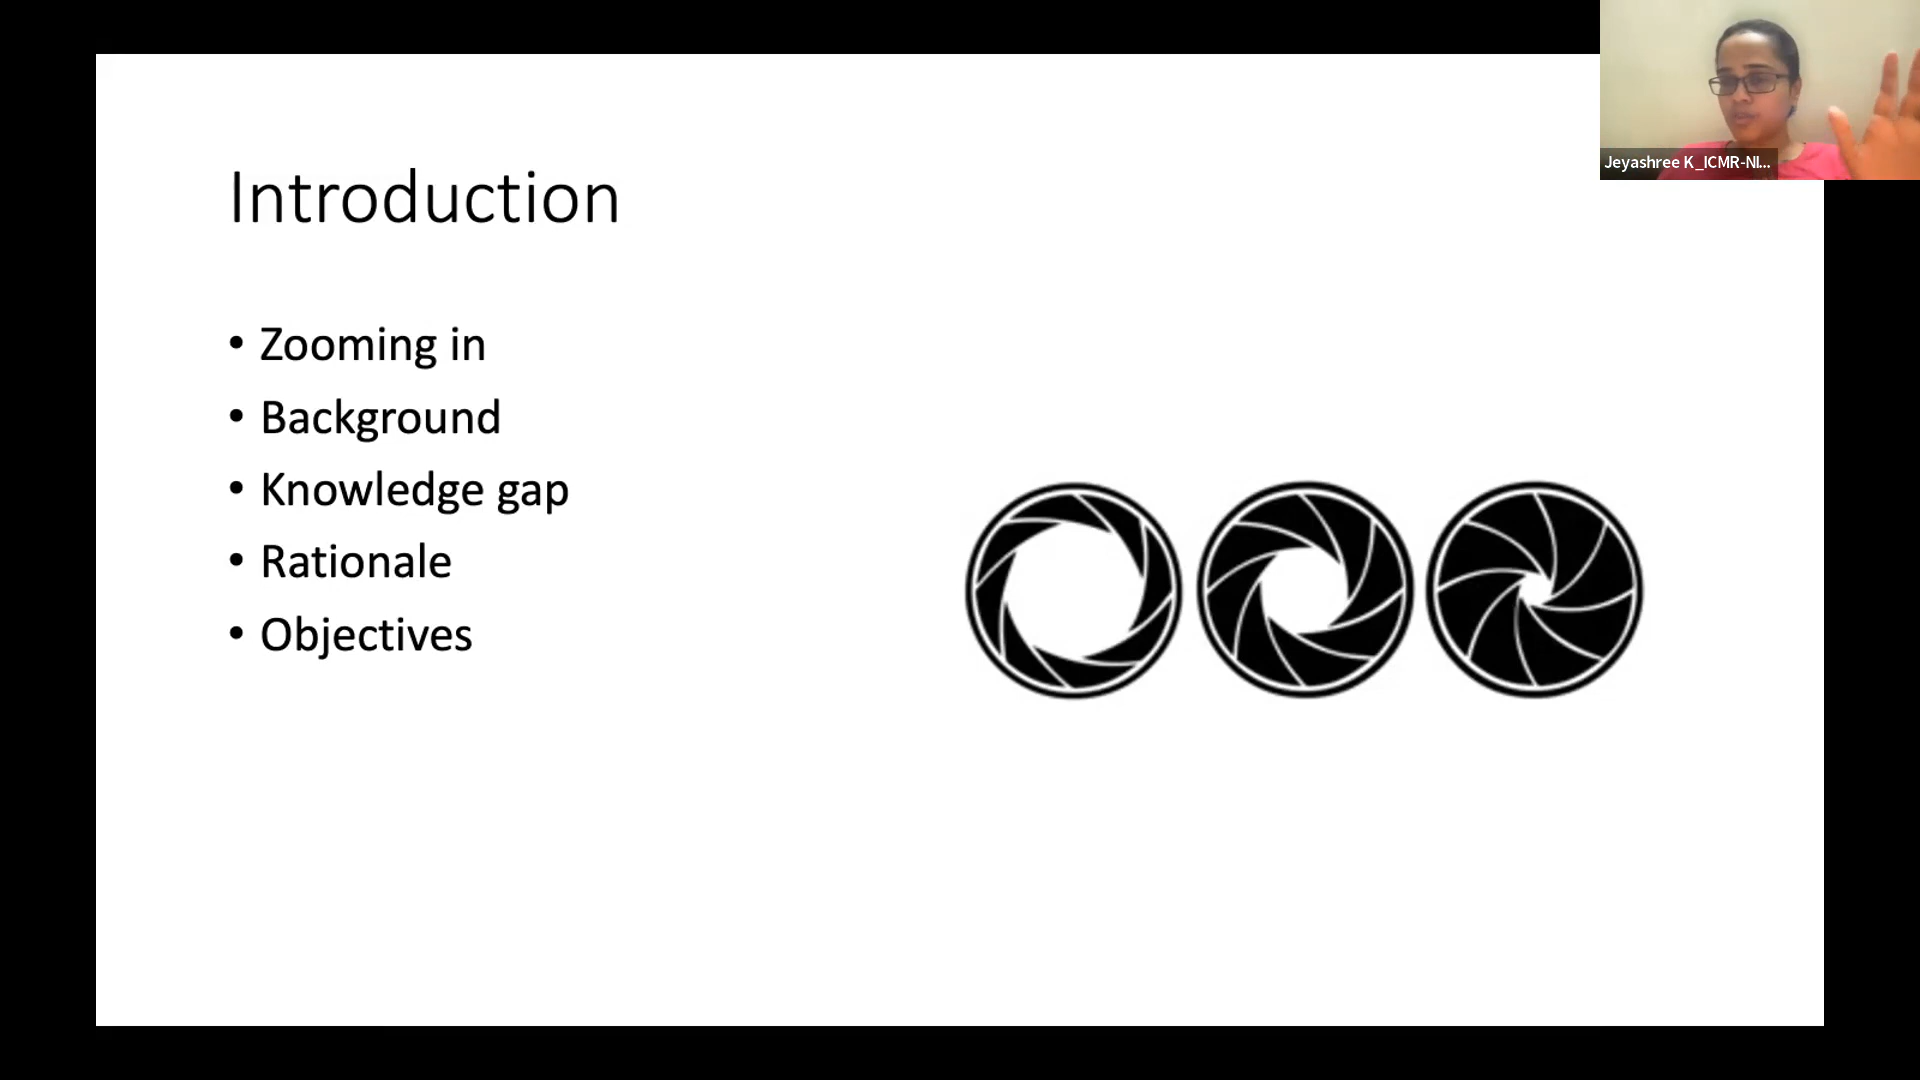 Jeyashree K_ICMR-NI...
Introduction
• Zooming in
• Background
• Knowledge gap
• Rationale
• Objectives